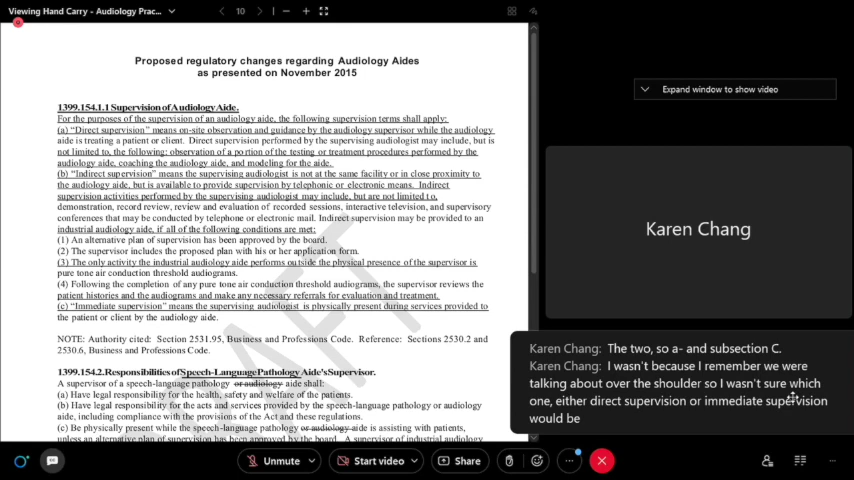 Viewing Hand Carry - Audiology Prac...
10
Proposed regulatory changes regarding Audiology Aides
as presented on November 2015
1399.154.1.1 Supervision of Audiology Aide.
For the purposes of the supervision of an audiology aide, the following supervision terms shall apply:
(a) "Direct supervision" means on-site observation and guidance by the audiology supervisor while the audiology
aide is treating a patient or client. Direct supervision performed by the supervising audiologist may include, but is
not limited to, the following: observation of a portion of the testing or treatment procedures performed by the
audiology aide, coaching the audiology aide, and modeling for the aide.
(b) "Indirect supervision" means the supervising audiologist is not at the same facility or in close proximity to
the audiology aide, but is available to provide supervision by telephonic or electronic means. Indirect
supervision activities performed by the supervising audiologist may include, but are not limited to,
demonstration, record review, review and evaluation of recorded sessions, interactive television, and supervisory
conferences that may be conducted by telephone or electronic mail. Indirect supervision may be provided to an
industrial audiology aide, if all of the following conditions are met:
(1) An alternative plan of supervision has been approved by the board.
(2) The supervisor includes the proposed plan with his or her application form.
(3) The only activity the industrial audiology aide performs outside the physical presence of the supervisor is
pure tone air conduction threshold audiograms.
(4) Following the completion of any pure tone air conduction threshold audiograms, the supervisor reviews the
patient histories and the audiograms and make any necessary referrals for evaluation and treatment.
(c) "Immediate supervision" means the supervising audiologist is physically present during services provided to
the patient or client by the audiology aide.
NOTE: Authority cited: Section 2531.95, Business and Professions Code. Reference: Sections 2530.2 and
2530.6, Business and Professions Code.
1399.154.2. Responsibilities of Speech-Language Pathology Aide's Supervisor.
A supervisor of a speech-language pathology or audiology aide shall:
(a) Have legal responsibility for the health, safety and welfare of the patients.
(b) Have legal responsibility for the acts and services provided by the speech-language pathology or audiology
aide, including compliance with the provisions of the Act and these regulations.
(c) Be physically present while the speech-language pathology or audiology aide is assisting with patients,
unless an alternative plan of supervision has been approved by the board. A supervisor of industrial audiology
DRAFT
Expand window to show video
Karen Chang
Karen Chang: The two, so a- and subsection C.
Karen Chang: I wasn't because I remember we were
talking about over the shoulder so I wasn't sure which
one, either direct supervision or immediate supervision
would be
Unmute
Start video
Share